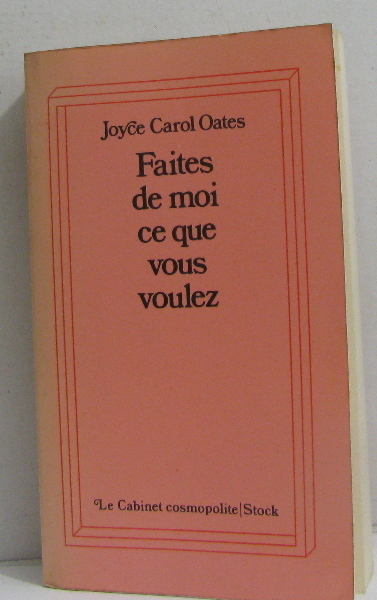 Joyce Carol Oates
Faites
de moi
ce que
vous
voulez
Le Cabinet cosmopolite|Stock